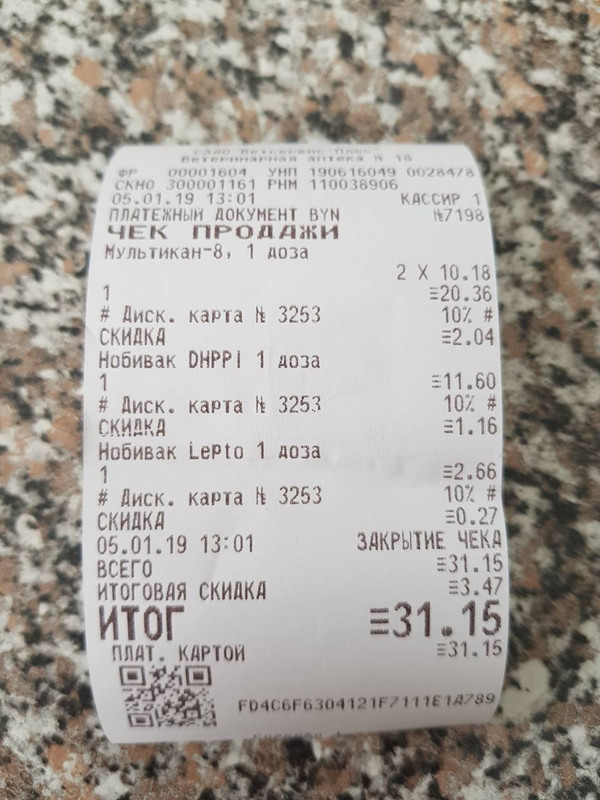 Ветеринарная аптека № 18
ФР 00001604 УНП 190616049 0028478
СКНО 300001161 РНМ 110038906
05.01.19 13:01 КАССИР 1
ПЛАТЕЖНЫЙ ДОКУМЕНТ BYN №7198
ЧЕК ПРОДАЖИ
Мультикан-8, 1 доза
2 X 10.18
1 ≡20.36
# Диск. карта № 3253 10% #
СКИДКА ≡2.04
Нобивак DHPPI 1 доза
1 ≡11.60
# Диск. карта № 3253 10% #
СКИДКА ≡1.16
Нобивак Lepto 1 доза
1 ≡2.66
# Диск. карта № 3253 10% #
СКИДКА ≡0.27
05.01.19 13:01 ЗАКРЫТИЕ ЧЕКА
ВСЕГО ≡31.15
ИТОГОВАЯ СКИДКА ≡3.47
ИТОГ ≡31.15
ПЛАТ. КАРТОЙ ≡31.15
FD4C6F6304121F7111E1A789